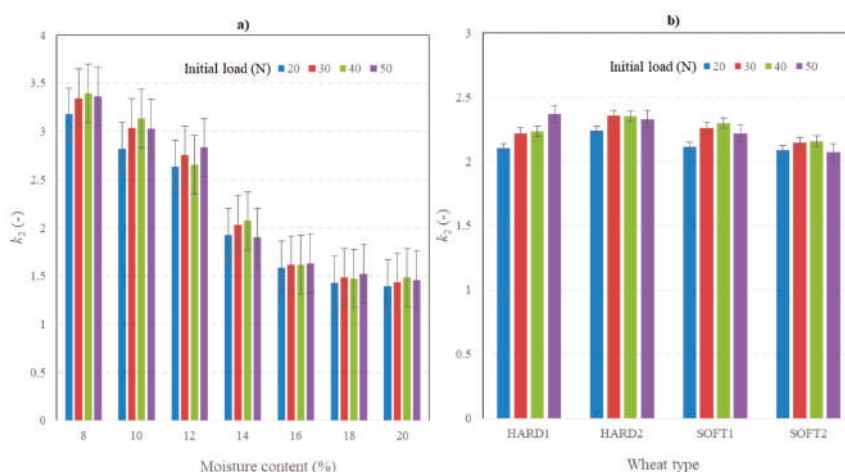 a)
Initial load (N) 20 30 40 50
4
3.5
3
2.5
2
1.5
1
0.5
0
k2 (-)
8 10 12 14 16 18 20
Moisture content (%)
b)
Initial load (N) 20 30 40 50
3
2.5
2
1.5
1
0.5
0
k2 (-)
HARD1 HARD2 SOFT1 SOFT2
Wheat type